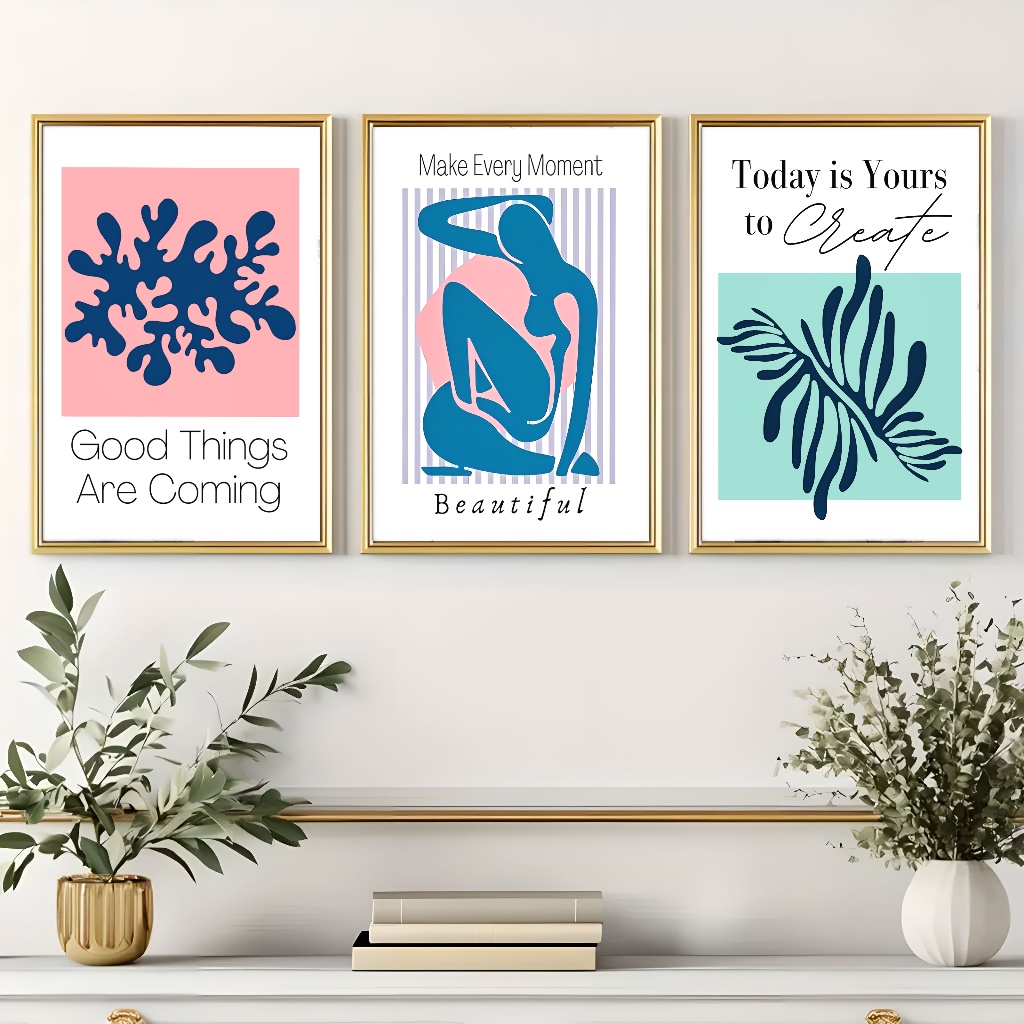 Good Things
Are Coming
Make Every Moment
Beautiful
Today is Yours
to Create